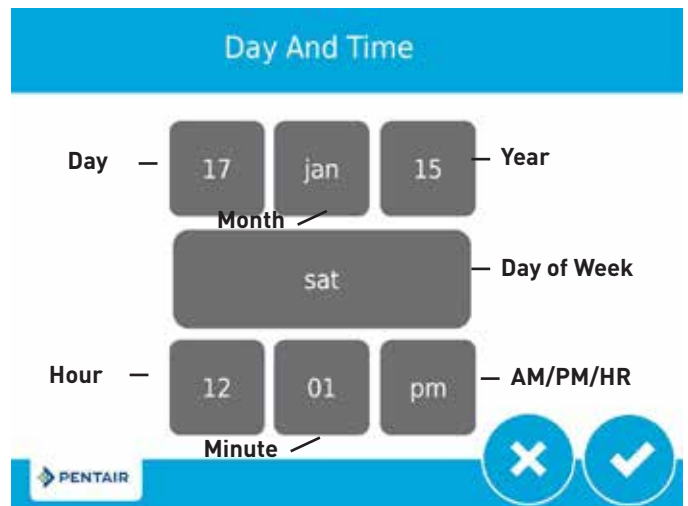 Day And Time
Day 17 jan 15 Year
Month
sat Day of Week
Hour 12 01 pm AM/PM/HR
Minute
PENTAIR